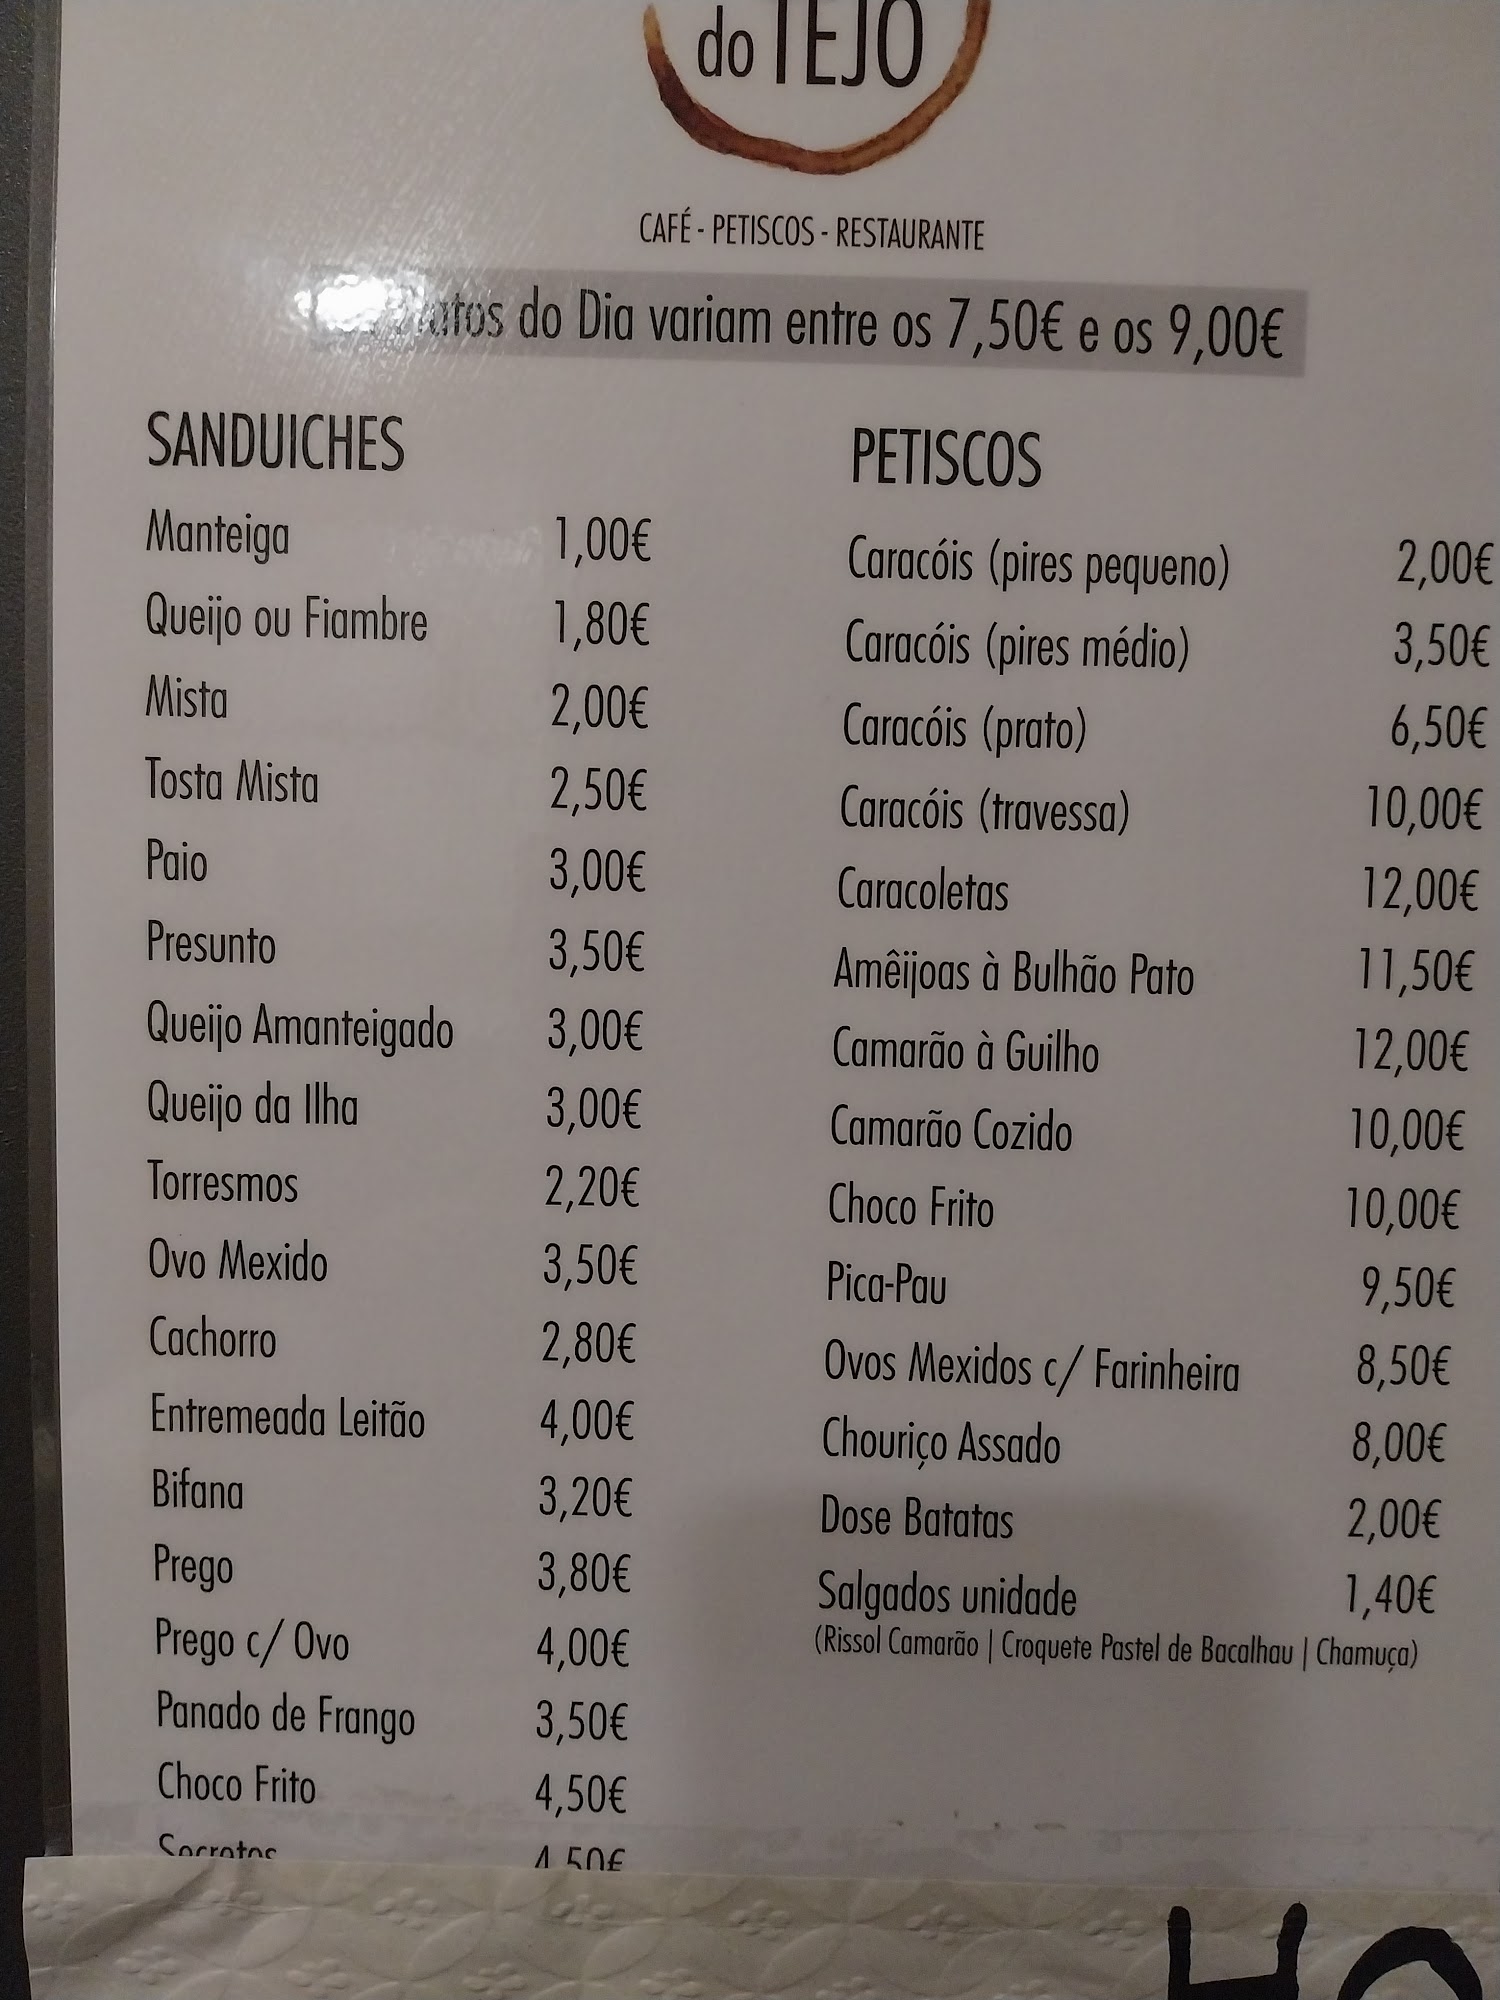 do TEJO
CAFÉ - PETISCOS - RESTAURANTE
do Dia variam entre os 7,50€ e os 9,00€
SANDUICHES
Manteiga 1,00€
Queijo ou Fiambre 1,80€
Mista 2,00€
Tosta Mista 2,50€
Paio 3,00€
Presunto 3,50€
Queijo Amanteigado 3,00€
Queijo da Ilha 3,00€
Torresmos 2,20€
Ovo Mexido 3,50€
Cachorro 2,80€
Entremeada Leitão 4,00€
Bifana 3,20€
Prego 3,80€
Prego c/ Ovo 4,00€
Panado de Frango 3,50€
Choco Frito 4,50€
4,50€
PETISCOS
Caracóis (pires pequeno) 2,00€
Caracóis (pires médio) 3,50€
Caracóis (prato) 6,50€
Caracóis (travessa) 10,00€
Caracoletas 12,00€
Amêijoas à Bulhão Pato 11,50€
Camarão à Guilho 12,00€
Camarão Cozido 10,00€
Choco Frito 10,00€
Pica-Pau 9,50€
Ovos Mexidos c/ Farinheira 8,50€
Chouriço Assado 8,00€
Dose Batatas 2,00€
Salgados unidade 1,40€
(Rissol Camarão | Croquete Pastel de Bacalhau | Chamuça)